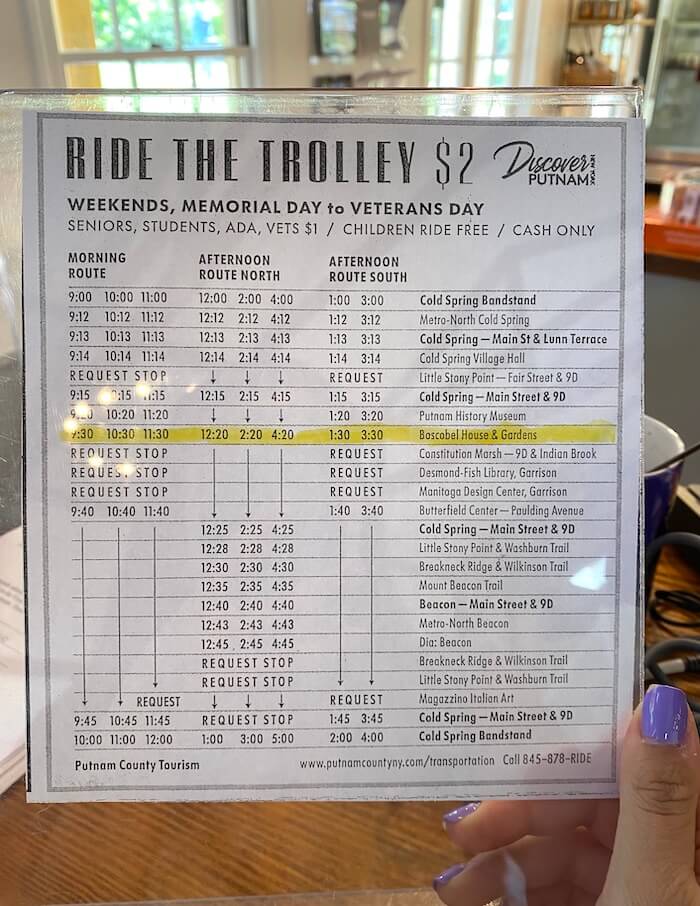 RIDE THE TROLLEY $2 Discover PUTNAM NEW YORK
WEEKENDS, MEMORIAL DAY to VETERANS DAY
SENIORS, STUDENTS, ADA, VETS $1 / CHILDREN RIDE FREE / CASH ONLY
MORNING ROUTE AFTERNOON ROUTE NORTH AFTERNOON ROUTE SOUTH
9:00 10:00 11:00 12:00 2:00 4:00 1:00 3:00 Cold Spring Bandstand
9:12 10:12 11:12 12:12 2:12 4:12 1:12 3:12 Metro-North Cold Spring
9:13 10:13 11:13 12:13 2:13 4:13 1:13 3:13 Cold Spring — Main St & Lunn Terrace
9:14 10:14 11:14 12:14 2:14 4:14 1:14 3:14 Cold Spring Village Hall
REQUEST STOP ↓ ↓ ↓ REQUEST Little Stony Point — Fair Street & 9D
9:15 10:15 11:15 12:15 2:15 4:15 1:15 3:15 Cold Spring — Main Street & 9D
10:20 11:20 ↓ ↓ ↓ 1:20 3:20 Putnam History Museum
9:30 10:30 11:30 12:20 2:20 4:20 1:30 3:30 Boscobel House & Gardens
REQUEST STOP REQUEST Constitution Marsh — 9D & Indian Brook
REQUEST STOP REQUEST Desmond-Fish Library, Garrison
REQUEST STOP REQUEST Manitoga Design Center, Garrison
9:40 10:40 11:40 1:40 3:40 Butterfield Center — Paulding Avenue
12:25 2:25 4:25 Cold Spring — Main Street & 9D
12:28 2:28 4:28 Little Stony Point & Washburn Trail
12:30 2:30 4:30 Breakneck Ridge & Wilkinson Trail
12:35 2:35 4:35 Mount Beacon Trail
12:40 2:40 4:40 Beacon — Main Street & 9D
12:43 2:43 4:43 Metro-North Beacon
12:45 2:45 4:45 Dia: Beacon
REQUEST STOP Breakneck Ridge & Wilkinson Trail
REQUEST STOP Little Stony Point & Washburn Trail
REQUEST ↓ ↓ ↓ REQUEST Magazzino Italian Art
9:45 10:45 11:45 REQUEST STOP 1:45 3:45 Cold Spring — Main Street & 9D
10:00 11:00 12:00 1:00 3:00 5:00 2:00 4:00 Cold Spring Bandstand
Putnam County Tourism www.putnamcountyny.com/transportation Call 845-878-RIDE